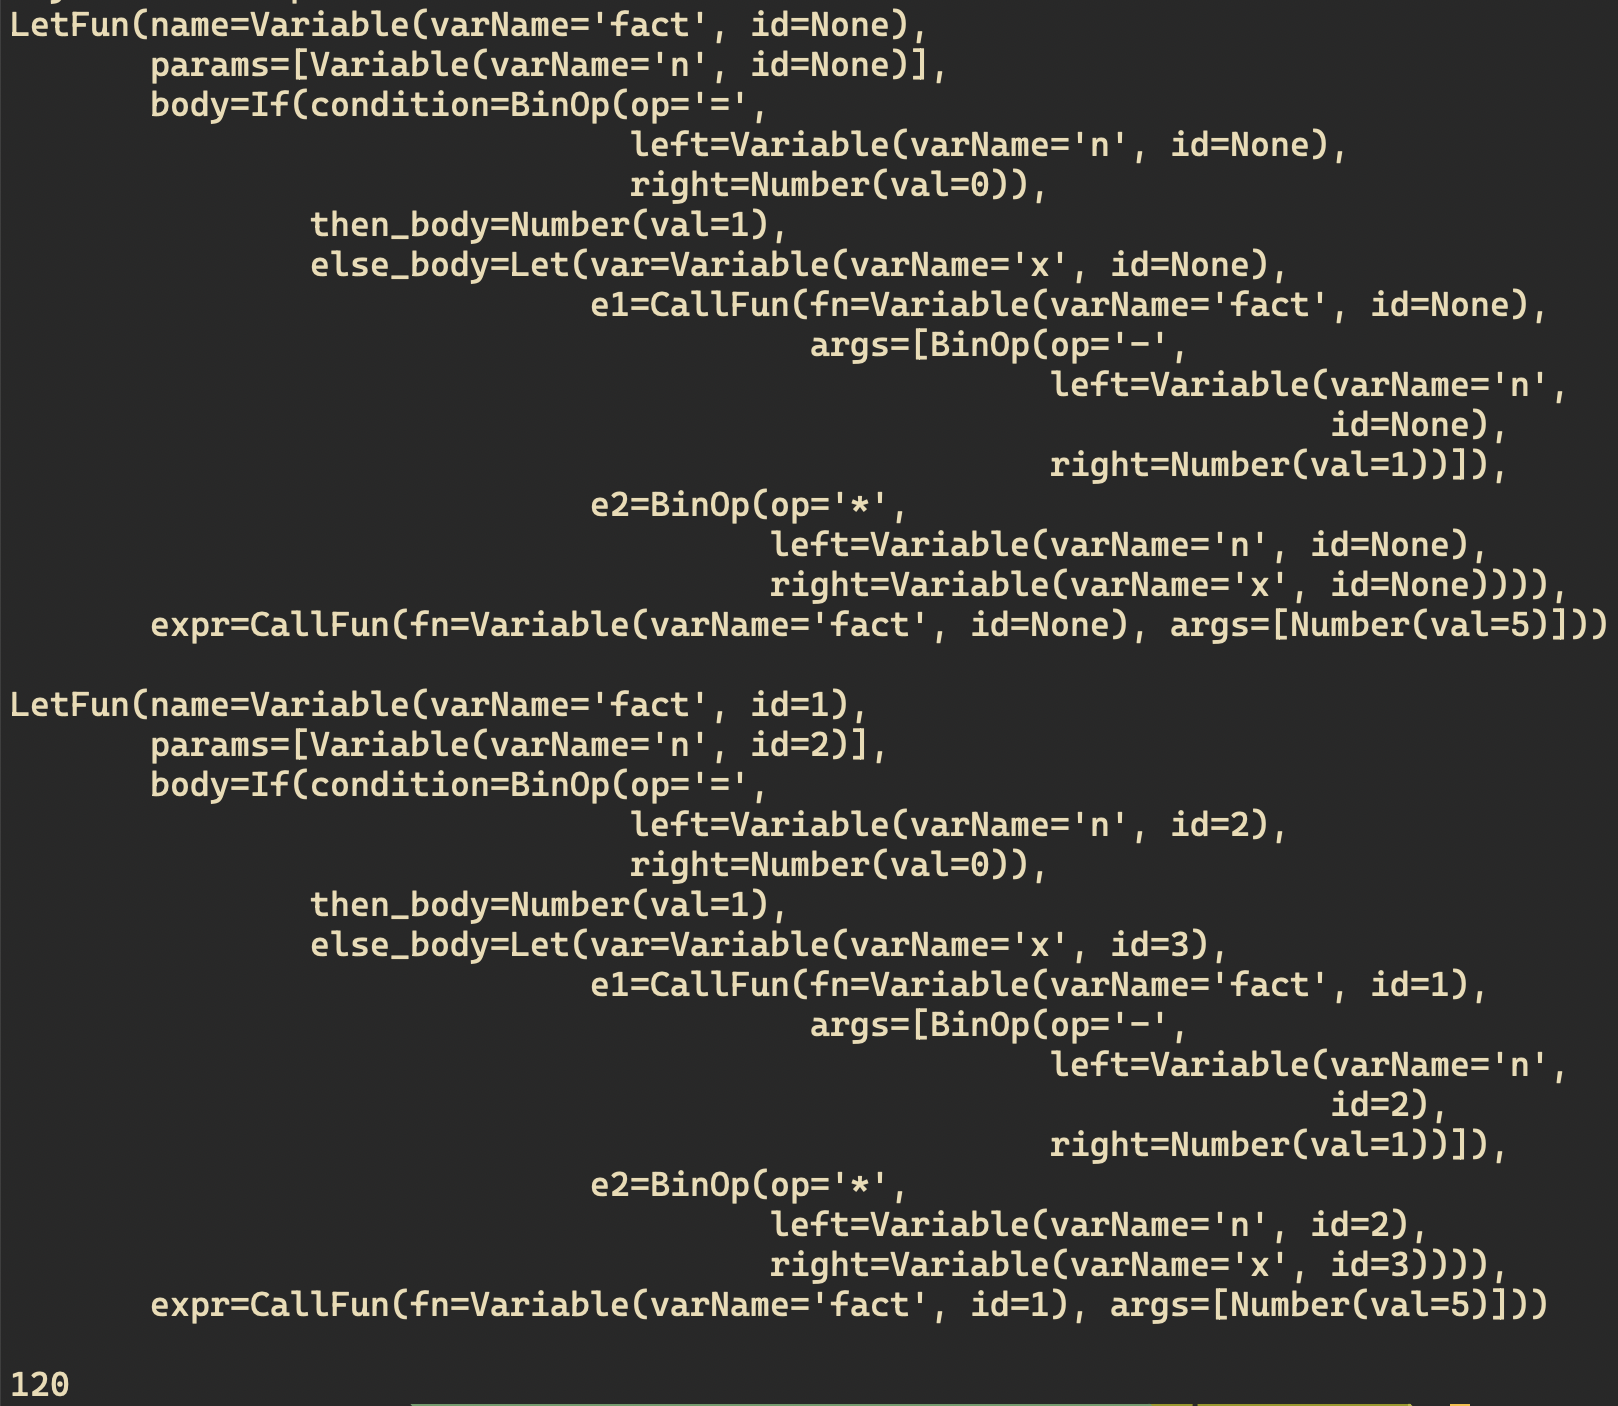 LetFun(name=Variable(varName='fact', id=None),
       params=[Variable(varName='n', id=None)],
       body=If(condition=BinOp(op='=',
                               left=Variable(varName='n', id=None),
                               right=Number(val=0)),
               then_body=Number(val=1),
               else_body=Let(var=Variable(varName='x', id=None),
                             e1=CallFun(fn=Variable(varName='fact', id=None),
                                        args=[BinOp(op='-',
                                                    left=Variable(varName='n',
                                                                  id=None),
                                                    right=Number(val=1))]),
                             e2=BinOp(op='*',
                                      left=Variable(varName='n', id=None),
                                      right=Variable(varName='x', id=None)))),
       expr=CallFun(fn=Variable(varName='fact', id=None), args=[Number(val=5)]))

LetFun(name=Variable(varName='fact', id=1),
       params=[Variable(varName='n', id=2)],
       body=If(condition=BinOp(op='=',
                               left=Variable(varName='n', id=2),
                               right=Number(val=0)),
               then_body=Number(val=1),
               else_body=Let(var=Variable(varName='x', id=3),
                             e1=CallFun(fn=Variable(varName='fact', id=1),
                                        args=[BinOp(op='-',
                                                    left=Variable(varName='n',
                                                                  id=2),
                                                    right=Number(val=1))]),
                             e2=BinOp(op='*',
                                      left=Variable(varName='n', id=2),
                                      right=Variable(varName='x', id=3)))),
       expr=CallFun(fn=Variable(varName='fact', id=1), args=[Number(val=5)]))

120